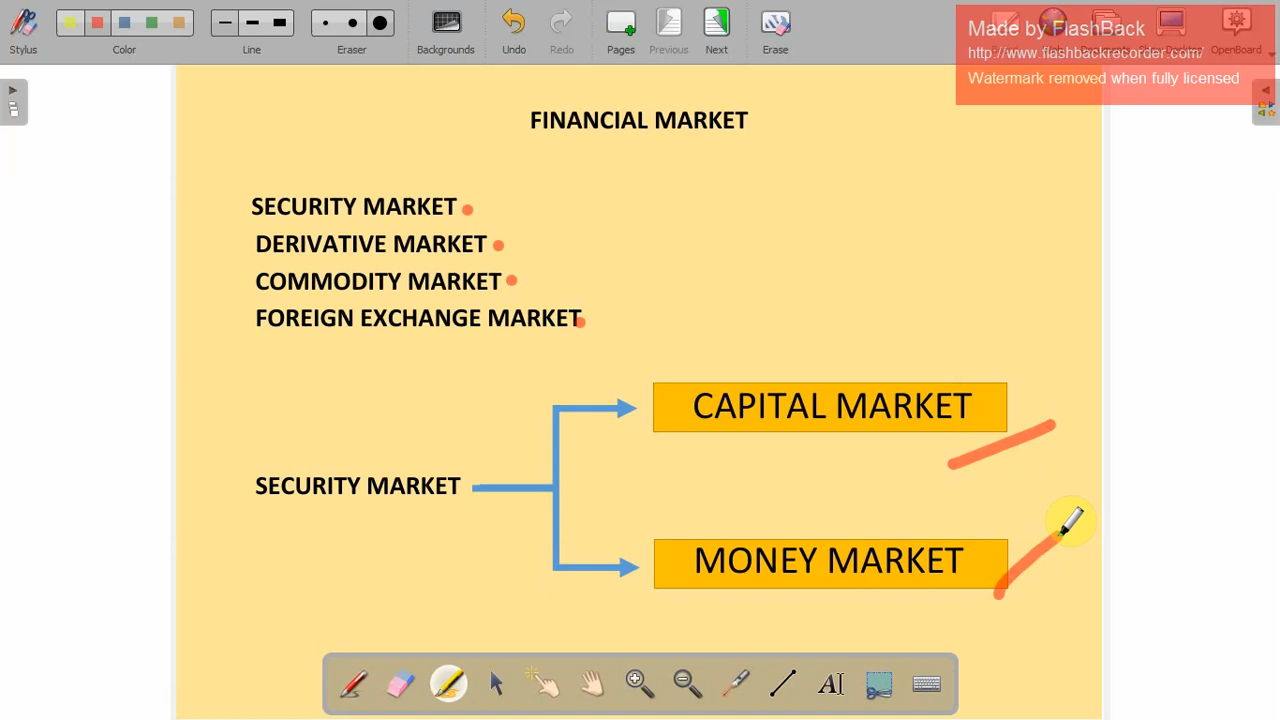 Stylus
Color
Line
Eraser
Backgrounds
Undo
Redo
Pages
Previous
Next
Erase
OpenBoard
Made by FlashBack
http://www.flashbackrecorder.com/
Watermark removed when fully licensed
FINANCIAL MARKET
SECURITY MARKET
DERIVATIVE MARKET
COMMODITY MARKET
FOREIGN EXCHANGE MARKET
CAPITAL MARKET
SECURITY MARKET
MONEY MARKET
AI